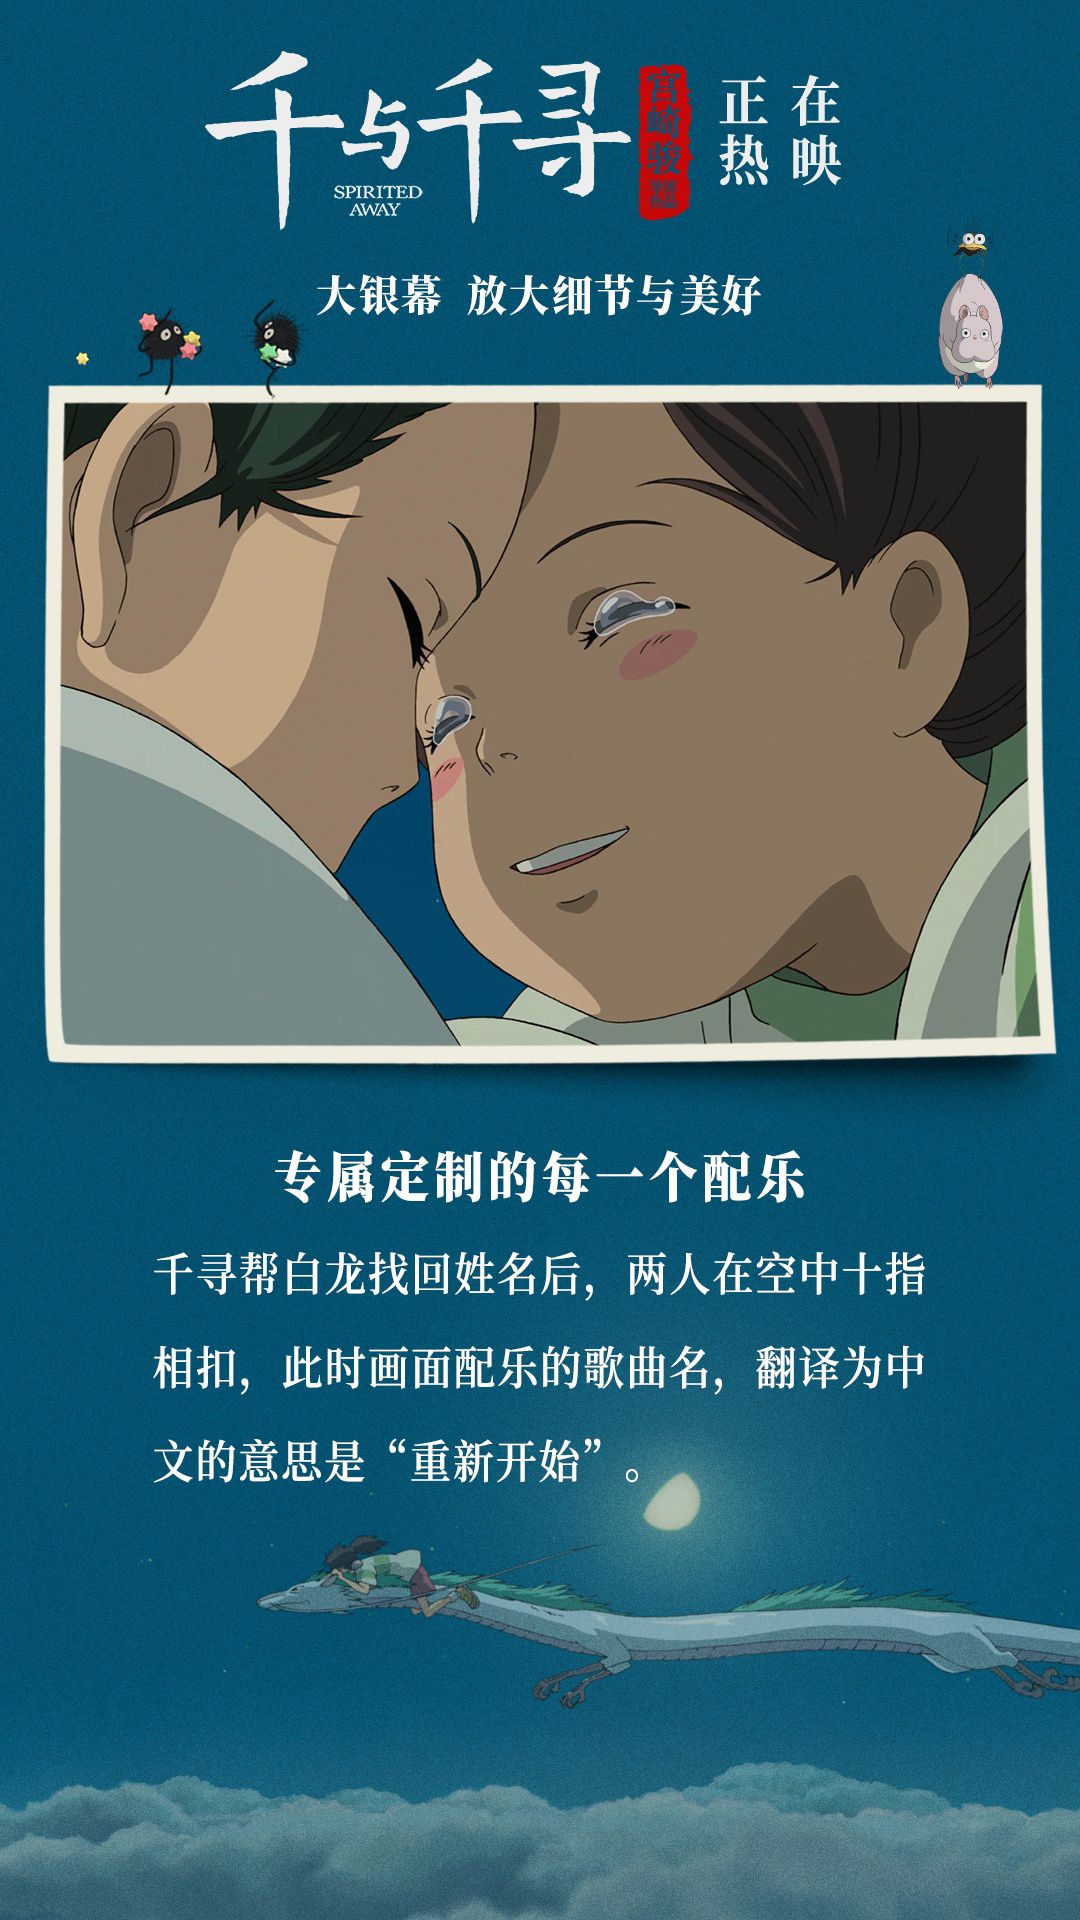 千与千寻
SPIRITED
AWAY
宫崎骏
正在
热映
大银幕 放大细节与美好
专属定制的每一个配乐
千寻帮白龙找回姓名后，两人在空中十指
相扣，此时画面配乐的歌曲名，翻译为中
文的意思是“重新开始”。